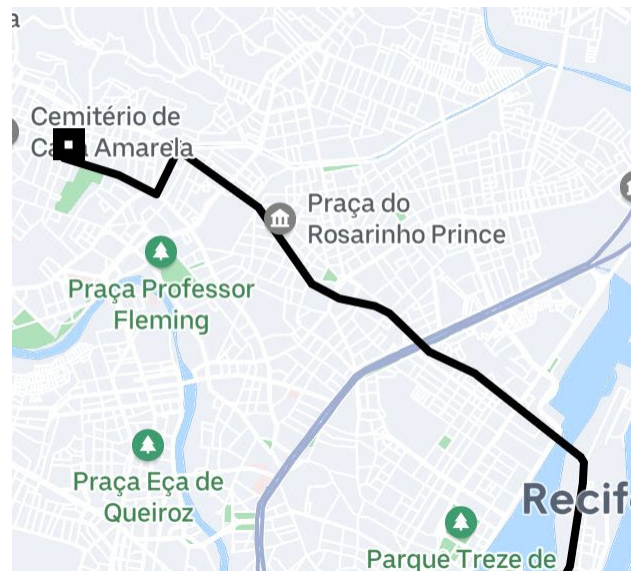 a
Cemitério de
Amarela
Praça do
Rosarinho Prince
Praça Professor
Fleming
Praça Eça de
Queiroz
Recif
Parque Treze de